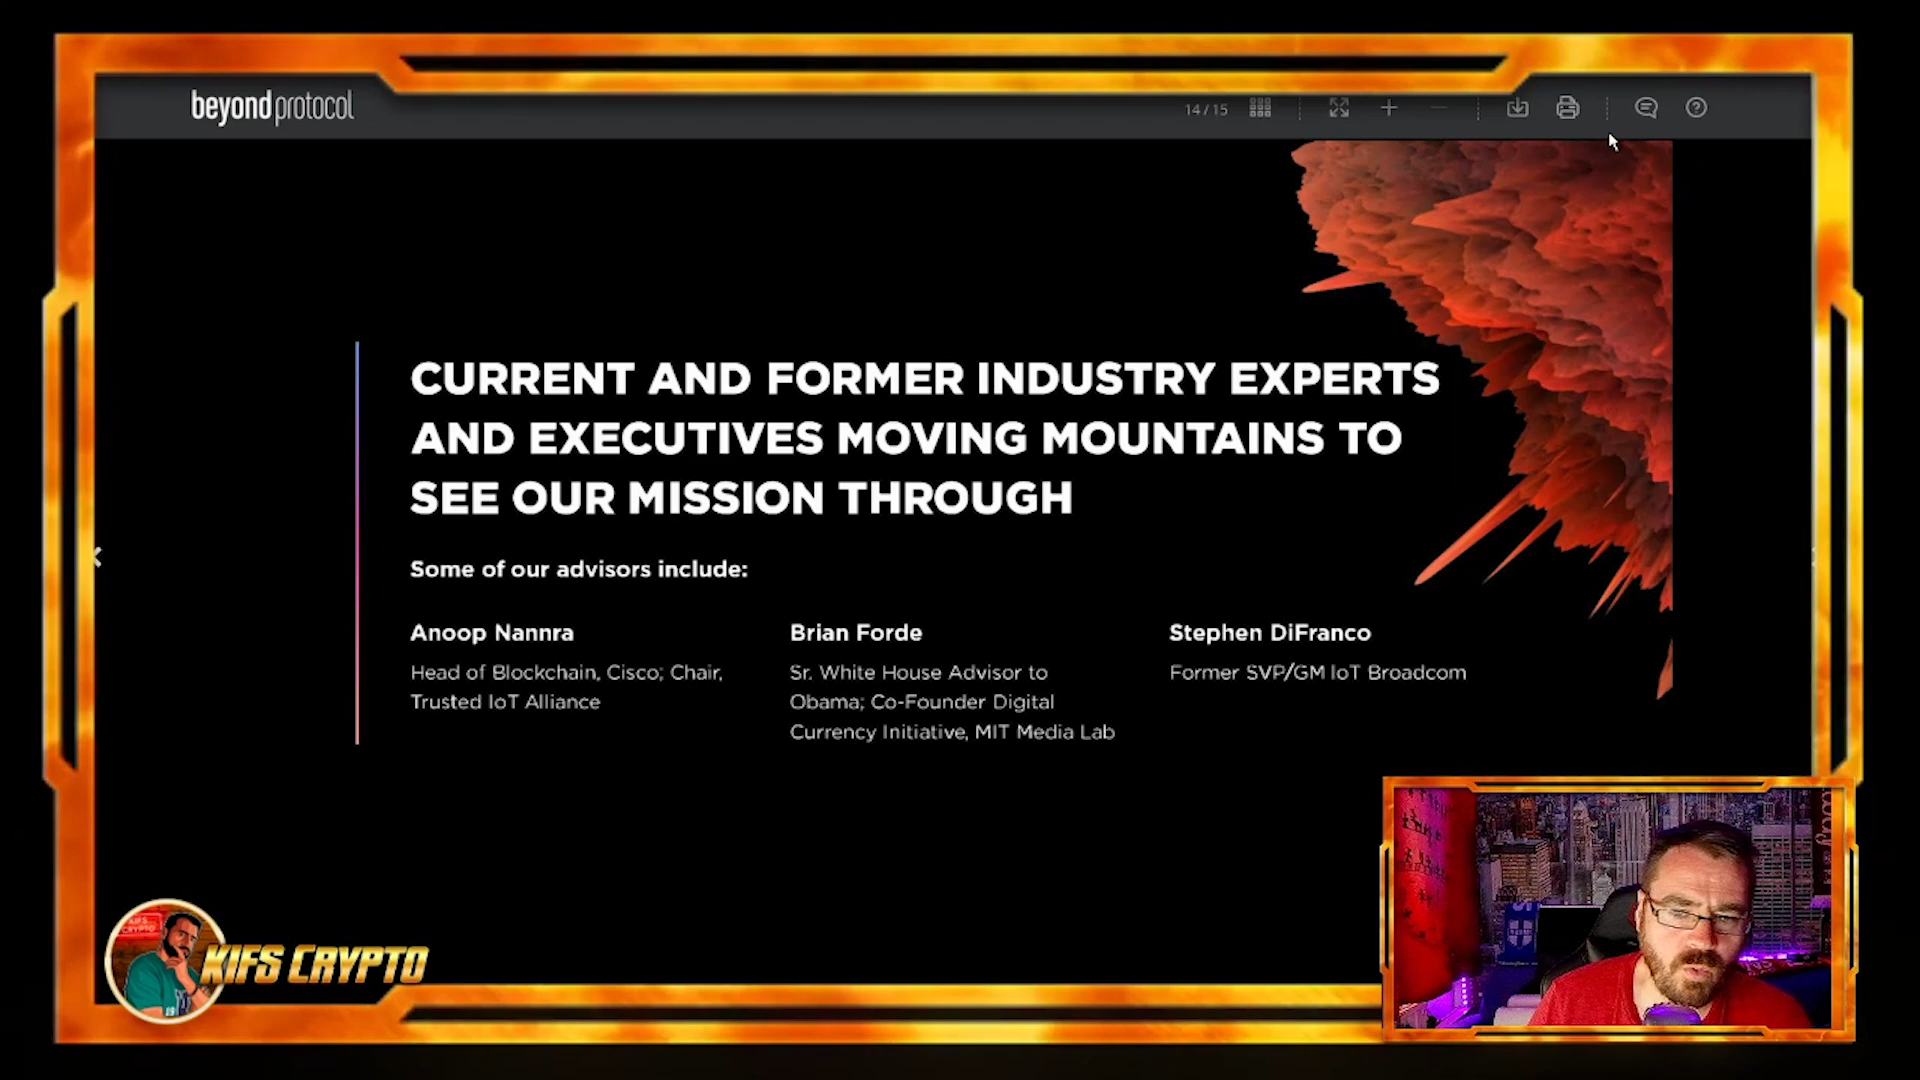 beyondprotocol
14/15
CURRENT AND FORMER INDUSTRY EXPERTS
AND EXECUTIVES MOVING MOUNTAINS TO
SEE OUR MISSION THROUGH
Some of our advisors include:
Anoop Nannra
Head of Blockchain, Cisco; Chair,
Trusted IoT Alliance
Brian Forde
Sr. White House Advisor to
Obama; Co-Founder Digital
Currency Initiative, MIT Media Lab
Stephen DiFranco
Former SVP/GM IoT Broadcom
KIFS CRYPTO